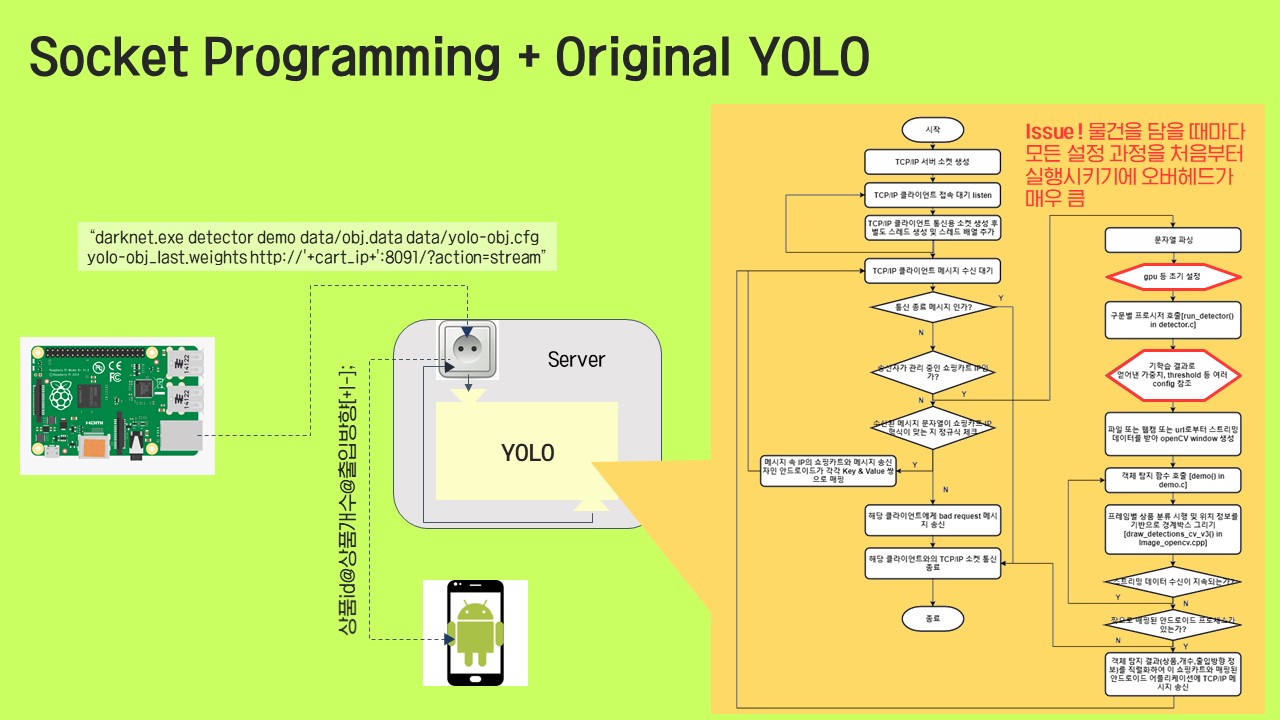 Socket Programming + Original YOLO
“darknet.exe detector demo data/obj.data data/yolo-obj.cfg
yolo-obj_last.weights http://'+cart_ip+':8091/?action=stream”
HDMI
Server
YOLO
상품id@상품개수@출입방향[+|-];
Issue! 물건을 담을 때마다
모든 설정 과정을 처음부터
실행시키기에 오버헤드가
매우 큼
시작
TCP/IP 서버 소켓 생성
TCP/IP 클라이언트 접속 대기 listen
TCP/IP 클라이언트 통신용 소켓 생성 후
별도 스레드 생성 및 스레드 배열 추가
TCP/IP 클라이언트 메시지 수신 대기
통신 종료 메시지 인가?
Y
N
송신자가 관리 중인 쇼핑카트 IP인
가?
Y
N
수신된 메시지 문자열이 쇼핑카트 IP
형식이 맞는 지 정규식 체크
Y
N
메시지 속 IP의 쇼핑카트와 메시지 송신
자인 안드로이드가 각각 Key & Value 쌍
으로 매핑
해당 클라이언트에게 bad request 메시
지 송신
해당 클라이언트와의 TCP/IP 소켓 통신
종료
종료
문자열 파싱
gpu 등 초기 설정
구문별 프로시저 호출[run_detector()
in detector.c]
기학습 결과로
얻어낸 가중치, threshold 등 여러
config 참조
파일 또는 웹캠 또는 url로부터 스트리밍
데이터를 받아 openCV window 생성
객체 탐지 함수 호출 [demo() in
demo.c]
프레임별 상품 분류 시행 및 위치 정보를
기반으로 경계박스 그리기
[draw_detections_cv_v3() in
Image_opencv.cpp]
스트리밍 데이터 수신이 지속되는가?
Y
N
짝으로 매핑된 안드로이드 프로세스가
있는가?
N
Y
객체 탐지 결과(상품,개수,출입방향 정
보)를 직렬화하여 이 쇼핑카트와 매핑된
안드로이드 어플리케이션에 TCP/IP 메
시지 송신